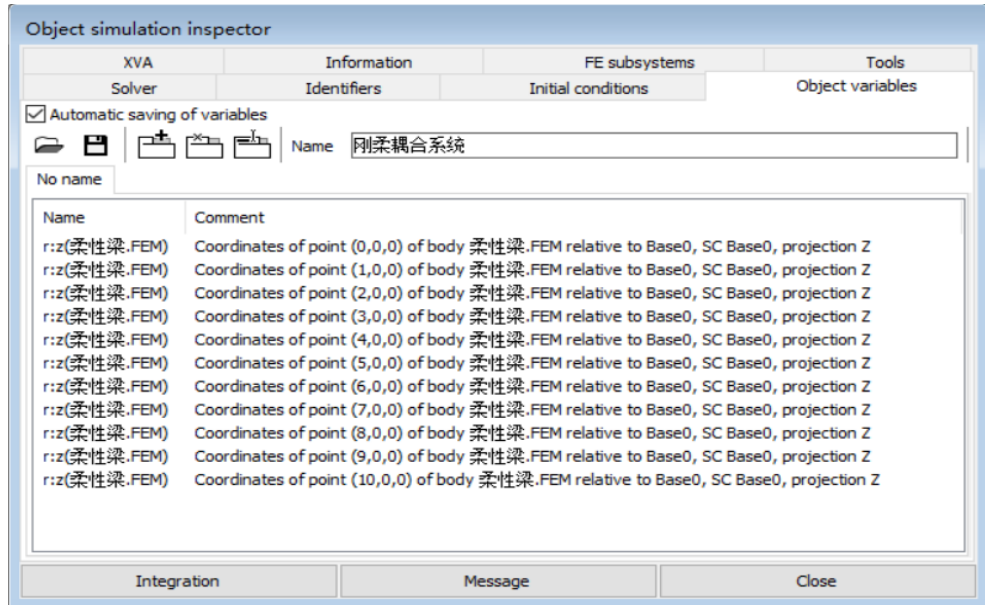 Object simulation inspector
XVA Information FE subsystems Tools
Solver Identifiers Initial conditions Object variables
Automatic saving of variables
Name 刚柔耦合系统
No name
Name Comment
r:z(柔性梁.FEM) Coordinates of point (0,0,0) of body 柔性梁.FEM relative to Base0, SC Base0, projection Z
r:z(柔性梁.FEM) Coordinates of point (1,0,0) of body 柔性梁.FEM relative to Base0, SC Base0, projection Z
r:z(柔性梁.FEM) Coordinates of point (2,0,0) of body 柔性梁.FEM relative to Base0, SC Base0, projection Z
r:z(柔性梁.FEM) Coordinates of point (3,0,0) of body 柔性梁.FEM relative to Base0, SC Base0, projection Z
r:z(柔性梁.FEM) Coordinates of point (4,0,0) of body 柔性梁.FEM relative to Base0, SC Base0, projection Z
r:z(柔性梁.FEM) Coordinates of point (5,0,0) of body 柔性梁.FEM relative to Base0, SC Base0, projection Z
r:z(柔性梁.FEM) Coordinates of point (6,0,0) of body 柔性梁.FEM relative to Base0, SC Base0, projection Z
r:z(柔性梁.FEM) Coordinates of point (7,0,0) of body 柔性梁.FEM relative to Base0, SC Base0, projection Z
r:z(柔性梁.FEM) Coordinates of point (8,0,0) of body 柔性梁.FEM relative to Base0, SC Base0, projection Z
r:z(柔性梁.FEM) Coordinates of point (9,0,0) of body 柔性梁.FEM relative to Base0, SC Base0, projection Z
r:z(柔性梁.FEM) Coordinates of point (10,0,0) of body 柔性梁.FEM relative to Base0, SC Base0, projection Z
Integration Message Close